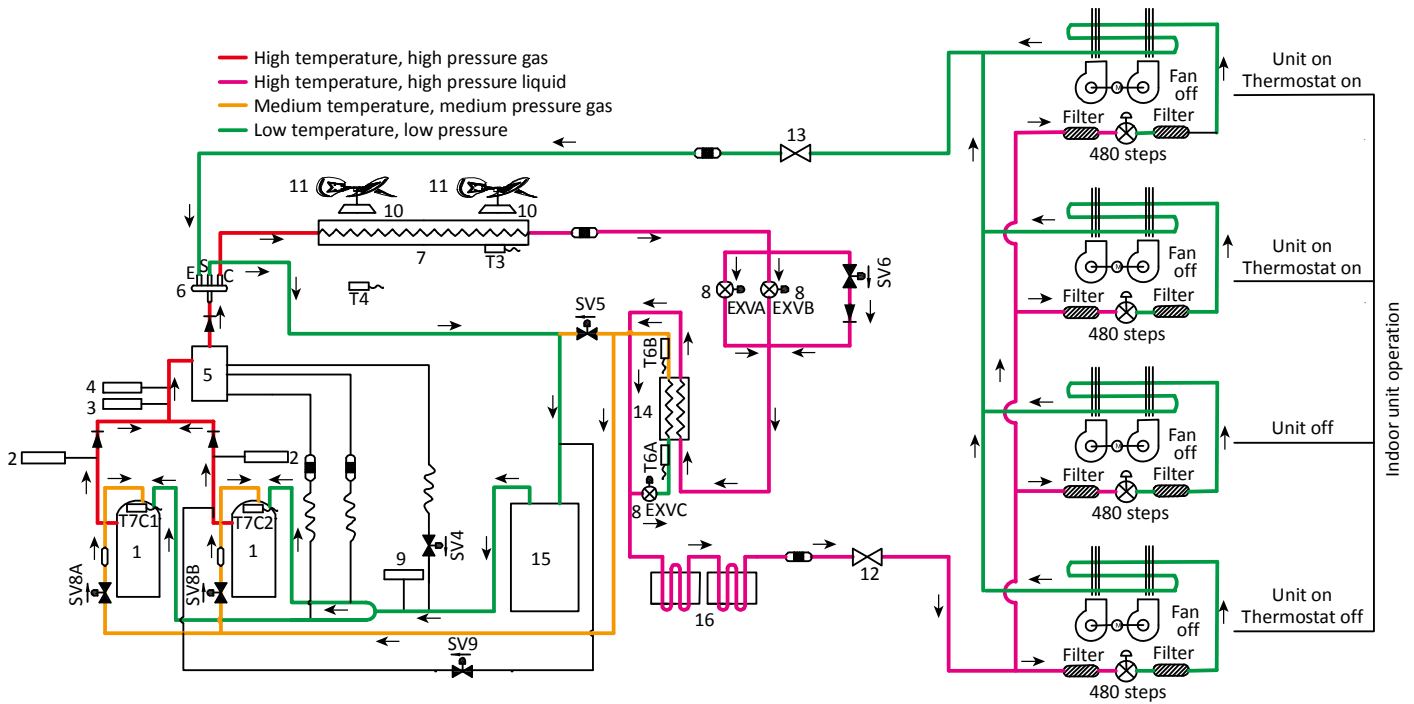 High temperature, high pressure gas
High temperature, high pressure liquid
Medium temperature, medium pressure gas
Low temperature, low pressure
13
11
11
10
10
7
T3
T4
E
S
C
6
8
EXVA
8
EXVB
SV6
SV5
T6B
14
T6A
8
EXVC
4
3
5
2
2
T7C1
T7C2
1
1
SV8A
SV8B
9
SV4
15
SV9
16
12
M
Fan
off
Filter
Filter
480 steps
Unit on
Thermostat on
M
Fan
off
Filter
Filter
480 steps
Unit on
Thermostat on
M
Fan
off
Filter
Filter
480 steps
Unit off
M
Fan
off
Filter
Filter
480 steps
Unit on
Thermostat off
Indoor unit operation